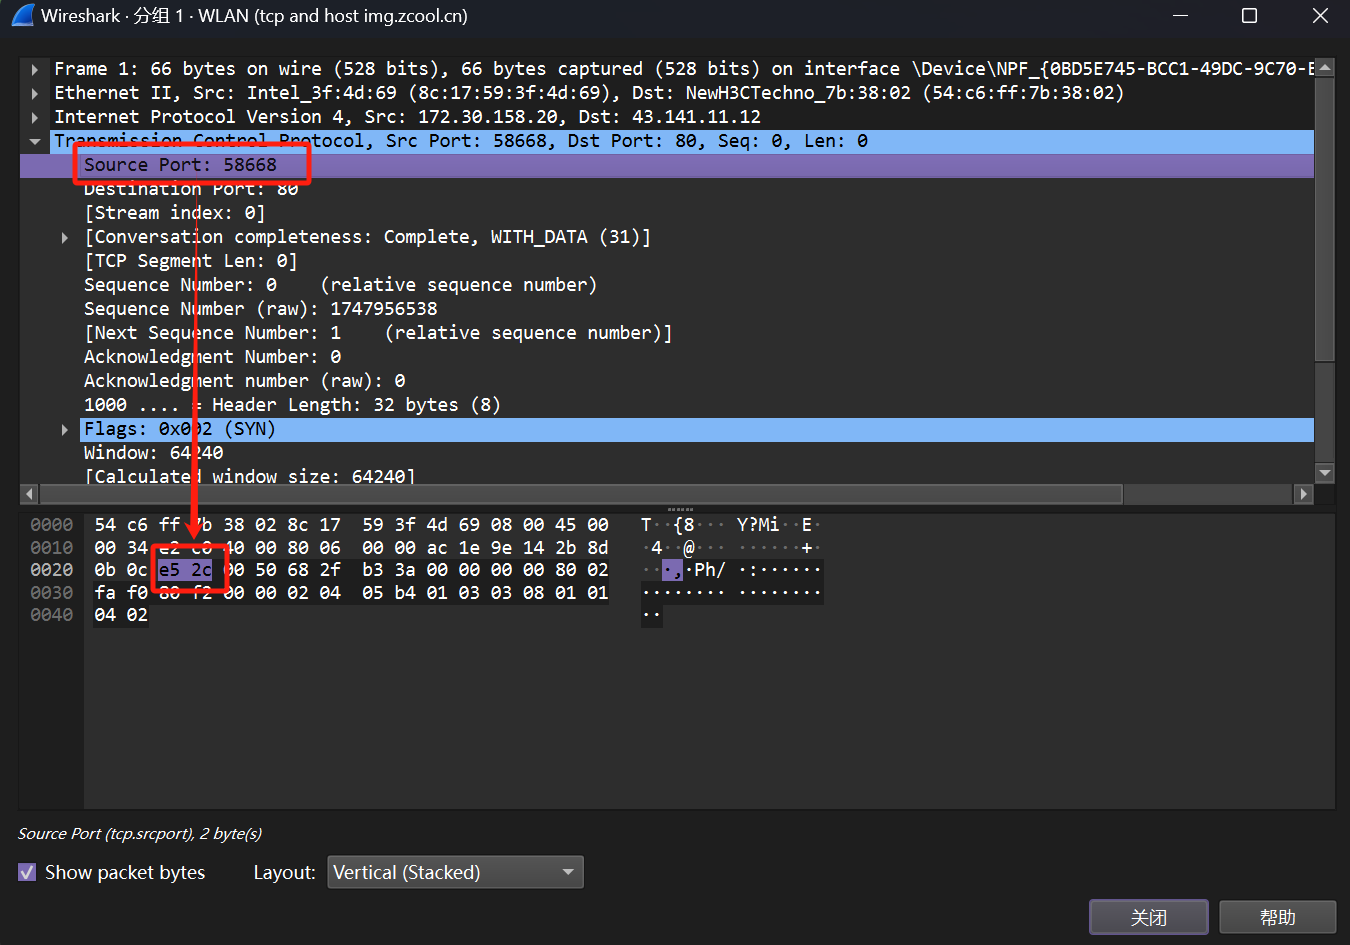 Wireshark · 分组 1 · WLAN (tcp and host img.zcool.cn)
Frame 1: 66 bytes on wire (528 bits), 66 bytes captured (528 bits) on interface \Device\NPF_{0BD5E745-BCC1-49DC-9C70-E
Ethernet II, Src: Intel_3f:4d:69 (8c:17:59:3f:4d:69), Dst: NewH3CTechno_7b:38:02 (54:c6:ff:7b:38:02)
Internet Protocol Version 4, Src: 172.30.158.20, Dst: 43.141.11.12
Transmission Control Protocol, Src Port: 58668, Dst Port: 80, Seq: 0, Len: 0
Source Port: 58668
Destination Port: 80
[Stream index: 0]
[Conversation completeness: Complete, WITH_DATA (31)]
[TCP Segment Len: 0]
Sequence Number: 0    (relative sequence number)
Sequence Number (raw): 1747956538
[Next Sequence Number: 1    (relative sequence number)]
Acknowledgment Number: 0
Acknowledgment number (raw): 0
1000 .... = Header Length: 32 bytes (8)
Flags: 0x002 (SYN)
Window: 64240
[Calculated window size: 64240]
0000 54 c6 ff 7b 38 02 8c 17 59 3f 4d 69 08 00 45 00 T··{8··· Y?Mi··E·
0010 00 34 e2 c0 40 00 80 06 00 00 ac 1e 9e 14 2b 8d ·4··@··· ······+·
0020 0b 0c e5 2c 00 50 68 2f b3 3a 00 00 00 00 80 02 ···,·Ph/ ·:······
0030 fa f0 80 f2 00 00 02 04 05 b4 01 03 03 08 01 01 ········ ········
0040 04 02 ··
Source Port (tcp.srcport), 2 byte(s)
Show packet bytes Layout: Vertical (Stacked)
关闭 帮助